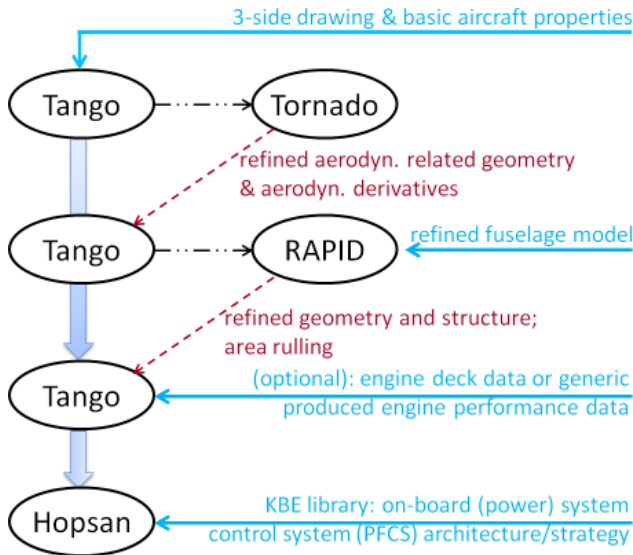 3-side drawing & basic aircraft properties
Tango
Tornado
refined aerodyn. related geometry
& aerodyn. derivatives
Tango
RAPID
refined fuselage model
refined geometry and structure;
area rulling
Tango
(optional): engine deck data or generic
produced engine performance data
Hopsan
KBE library: on-board (power) system
control system (PFCS) architecture/strategy